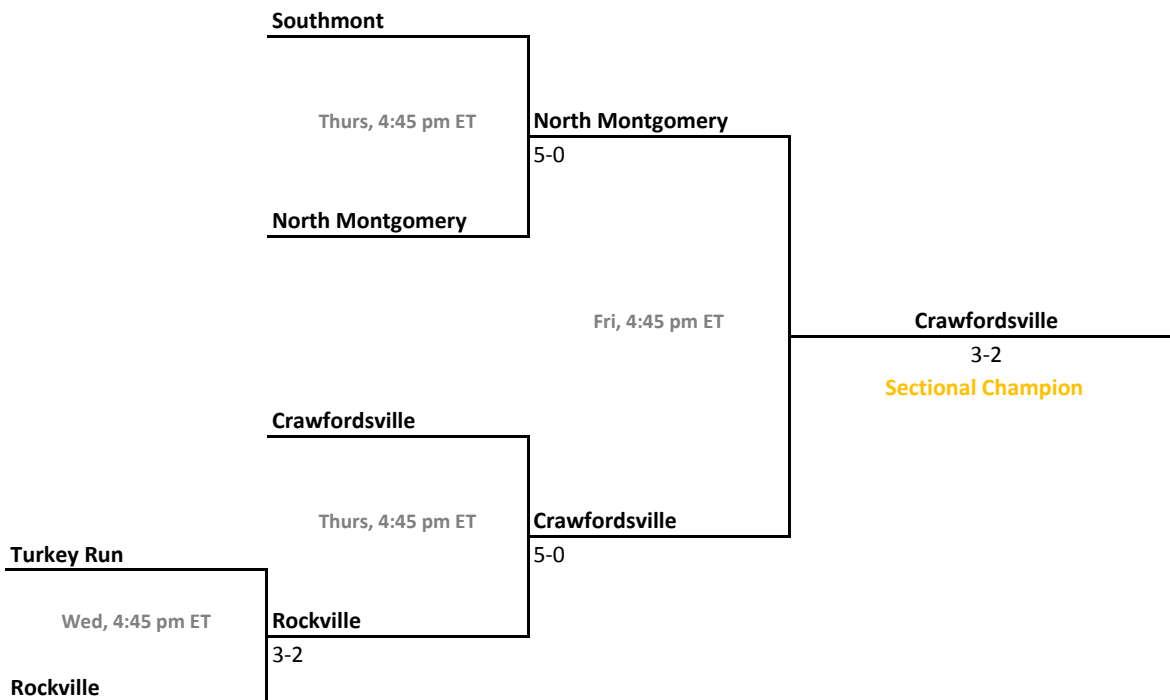 Southmont
Thurs, 4:45 pm ET
North Montgomery
5-0
North Montgomery
Fri, 4:45 pm ET
Crawfordsville
3-2
Sectional Champion
Crawfordsville
Thurs, 4:45 pm ET
Crawfordsville
5-0
Turkey Run
Wed, 4:45 pm ET
Rockville
3-2
Rockville